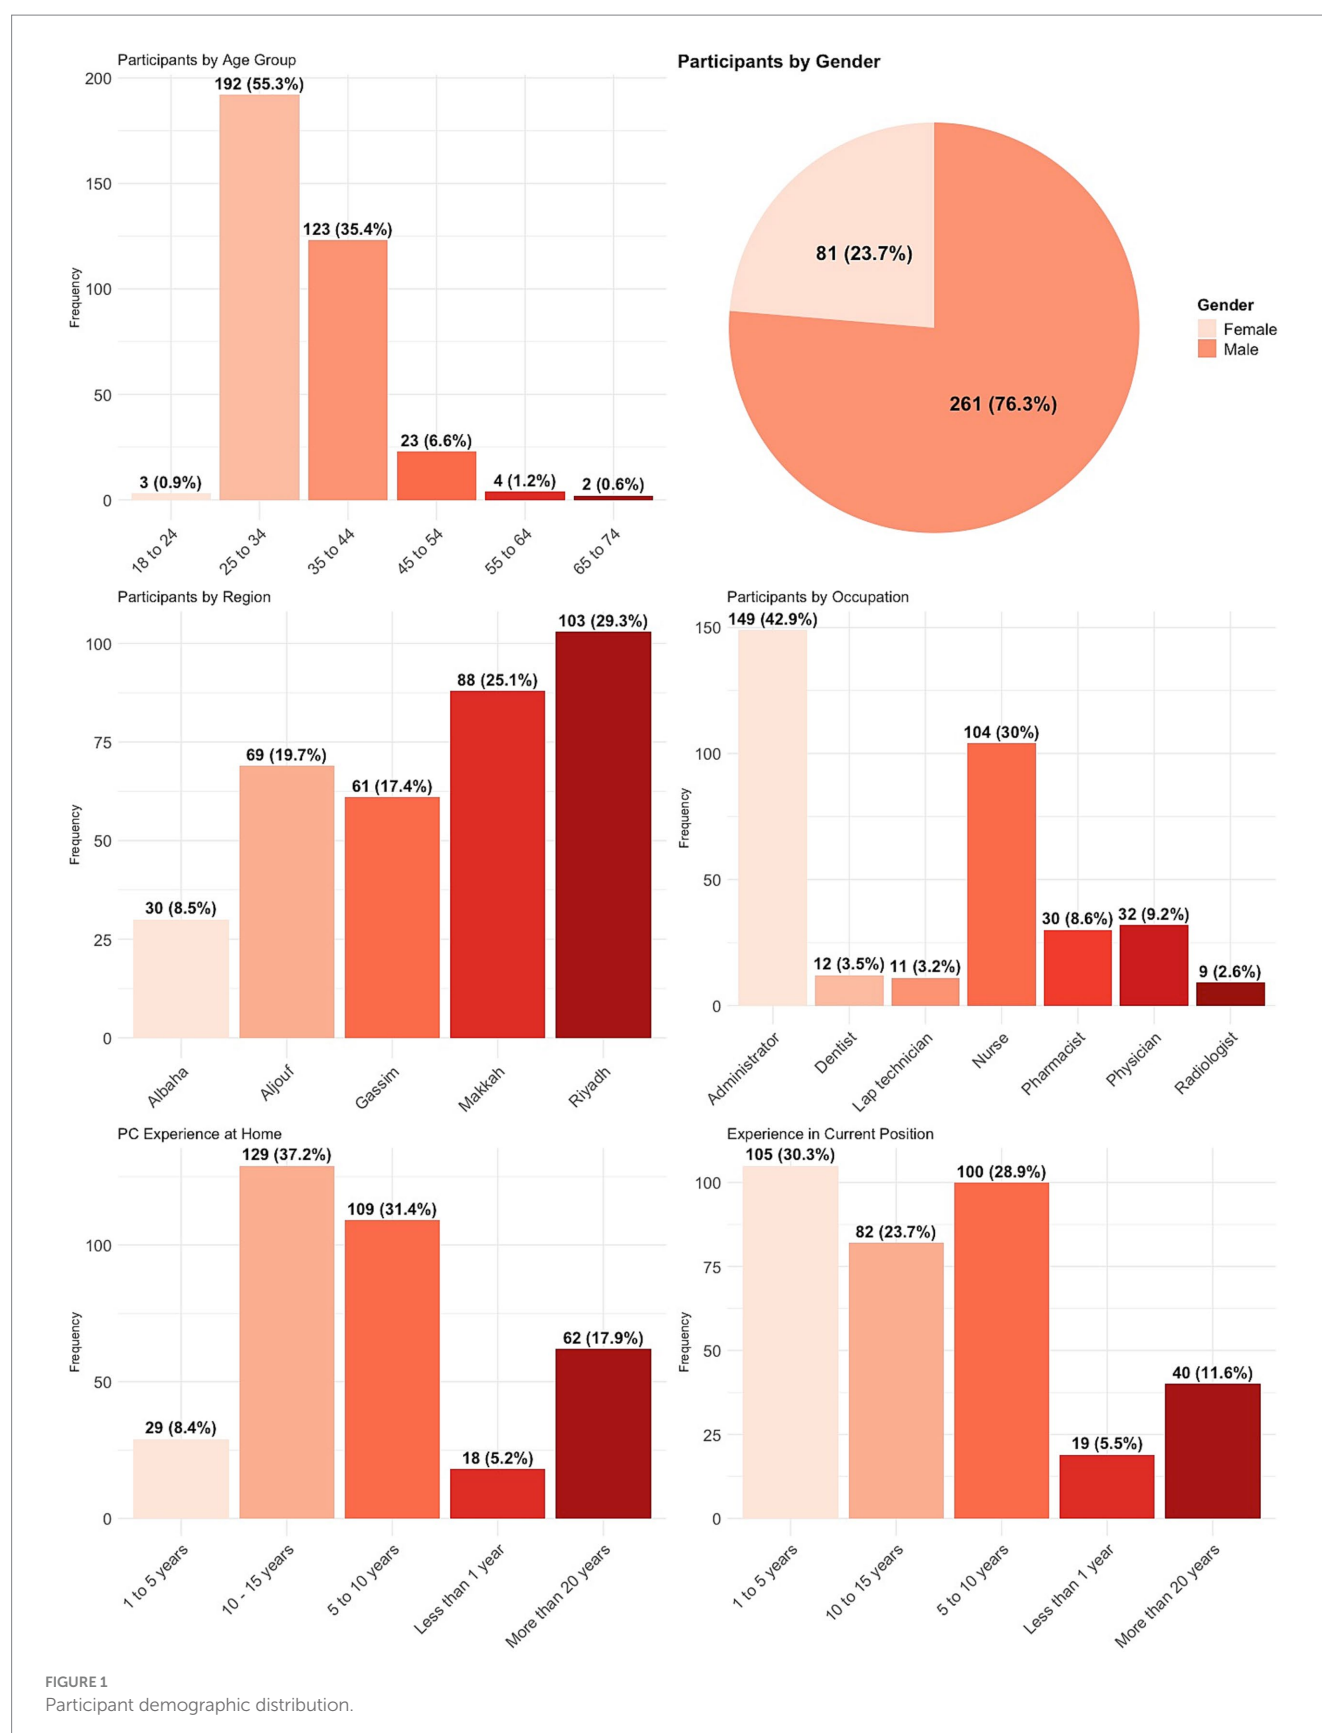 Participants by Age Group
200
150
100
50
0
Frequency
192 (55.3%)
123 (35.4%)
23 (6.6%)
3 (0.9%)
4 (1.2%)
2 (0.6%)
18 to 24
25 to 34
35 to 44
45 to 54
55 to 64
65 to 74
Participants by Gender
81 (23.7%)
261 (76.3%)
Gender
Female
Male
Participants by Region
100
75
50
25
0
Frequency
30 (8.5%)
69 (19.7%)
61 (17.4%)
88 (25.1%)
103 (29.3%)
Albaha
Aljouf
Gassim
Makkah
Riyadh
Participants by Occupation
150
100
50
0
Frequency
149 (42.9%)
12 (3.5%)
11 (3.2%)
104 (30%)
30 (8.6%)
32 (9.2%)
9 (2.6%)
Administrator
Dentist
Lap technician
Nurse
Pharmacist
Physician
Radiologist
PC Experience at Home
100
50
0
Frequency
29 (8.4%)
129 (37.2%)
109 (31.4%)
18 (5.2%)
62 (17.9%)
1 to 5 years
10 - 15 years
5 to 10 years
Less than 1 year
More than 20 years
Experience in Current Position
100
75
50
25
0
Frequency
105 (30.3%)
82 (23.7%)
100 (28.9%)
19 (5.5%)
40 (11.6%)
1 to 5 years
10 to 15 years
5 to 10 years
Less than 1 year
More than 20 years
FIGURE 1
Participant demographic distribution.